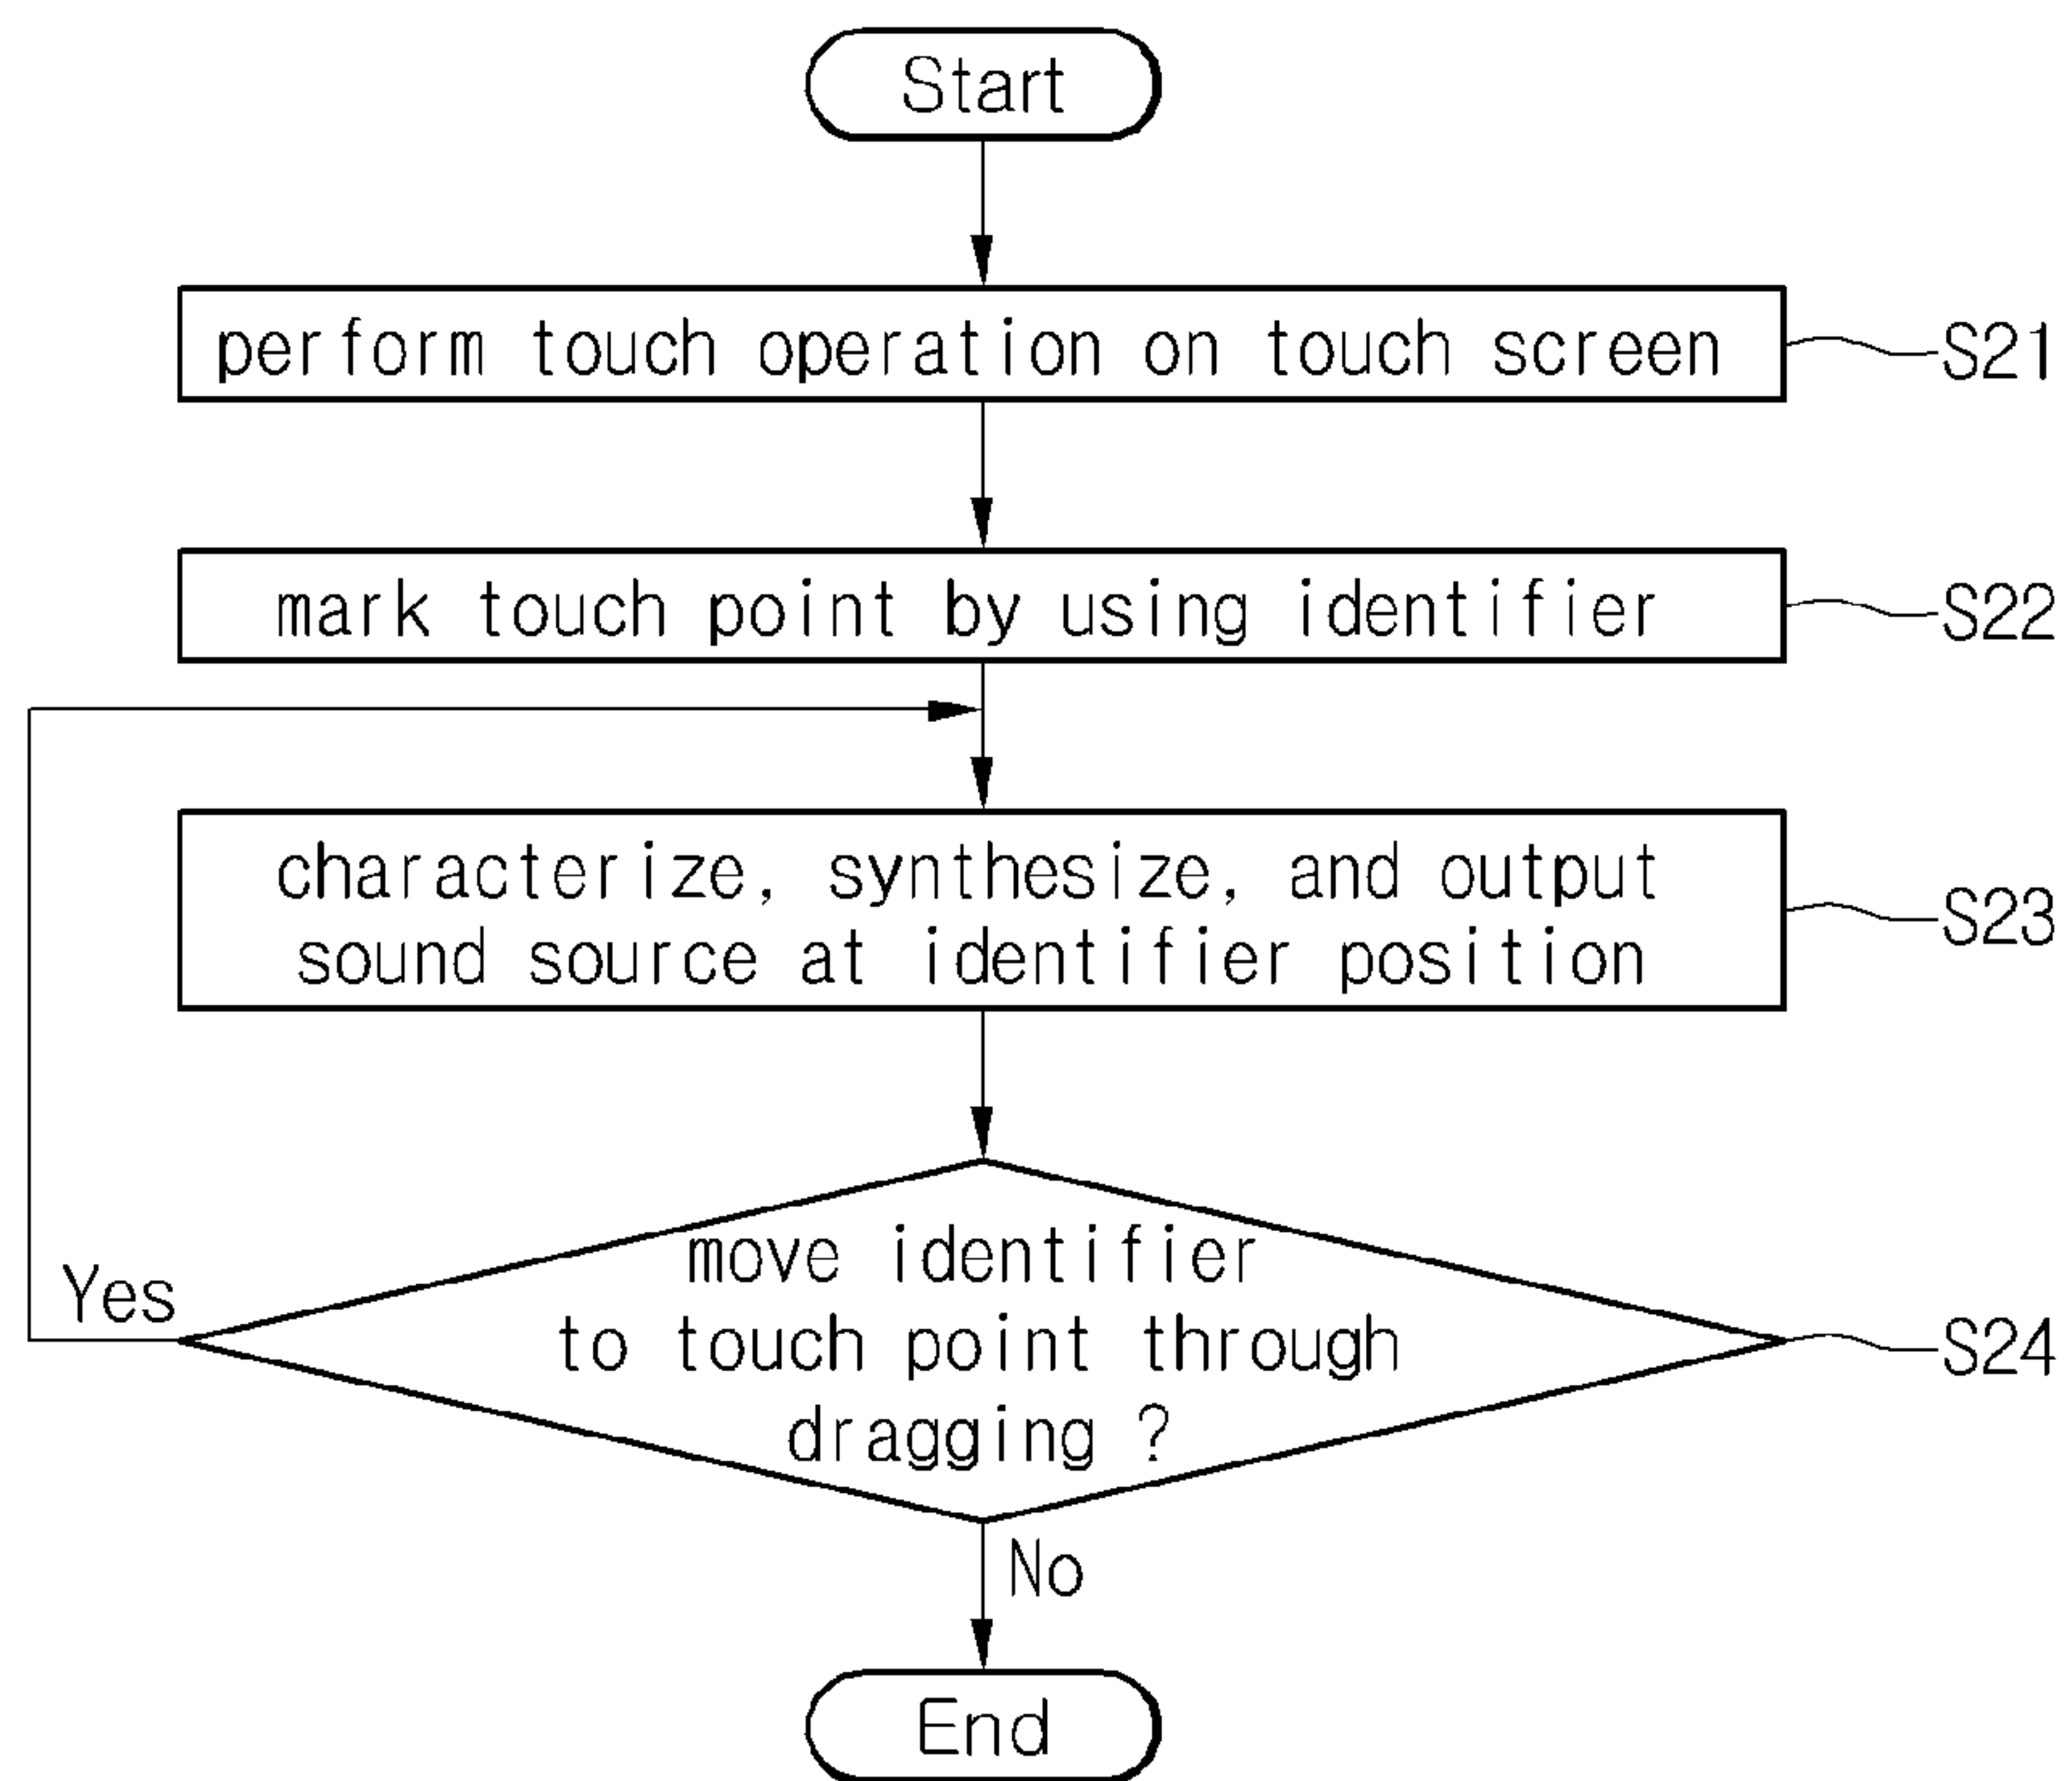 Start
perform touch operation on touch screen
S21
mark touch point by using identifier
S22
characterize, synthesize, and output
sound source at identifier position
S23
move identifier
to touch point through
dragging ?
Yes
S24
No
End